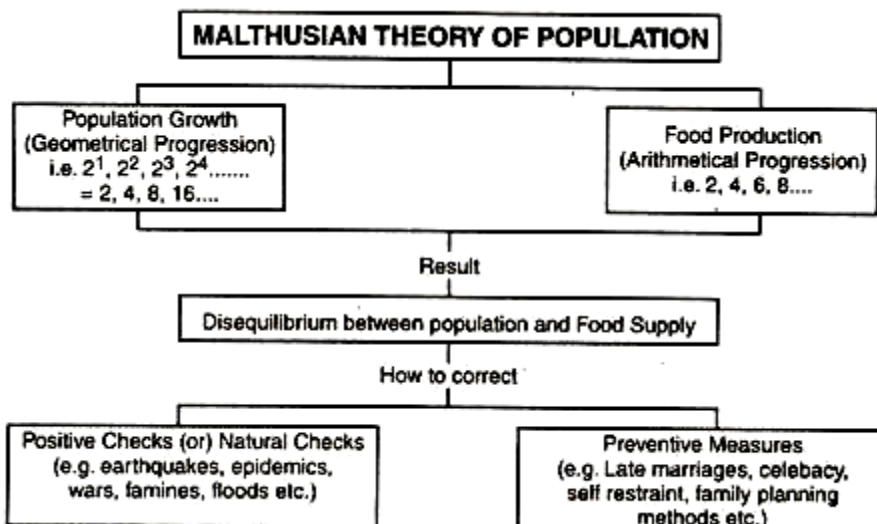 MALTHUSIAN THEORY OF POPULATION
Population Growth
(Geometrical Progression)
i.e. 2¹, 2², 2³, 2⁴.......
= 2, 4, 8, 16....
Food Production
(Arithmetical Progression)
i.e. 2, 4, 6, 8....
Result
Disequilibrium between population and Food Supply
How to correct
Positive Checks (or) Natural Checks
(e.g. earthquakes, epidemics,
wars, famines, floods etc.)
Preventive Measures
(e.g. Late marriages, celebacy,
self restraint, family planning
methods etc.)